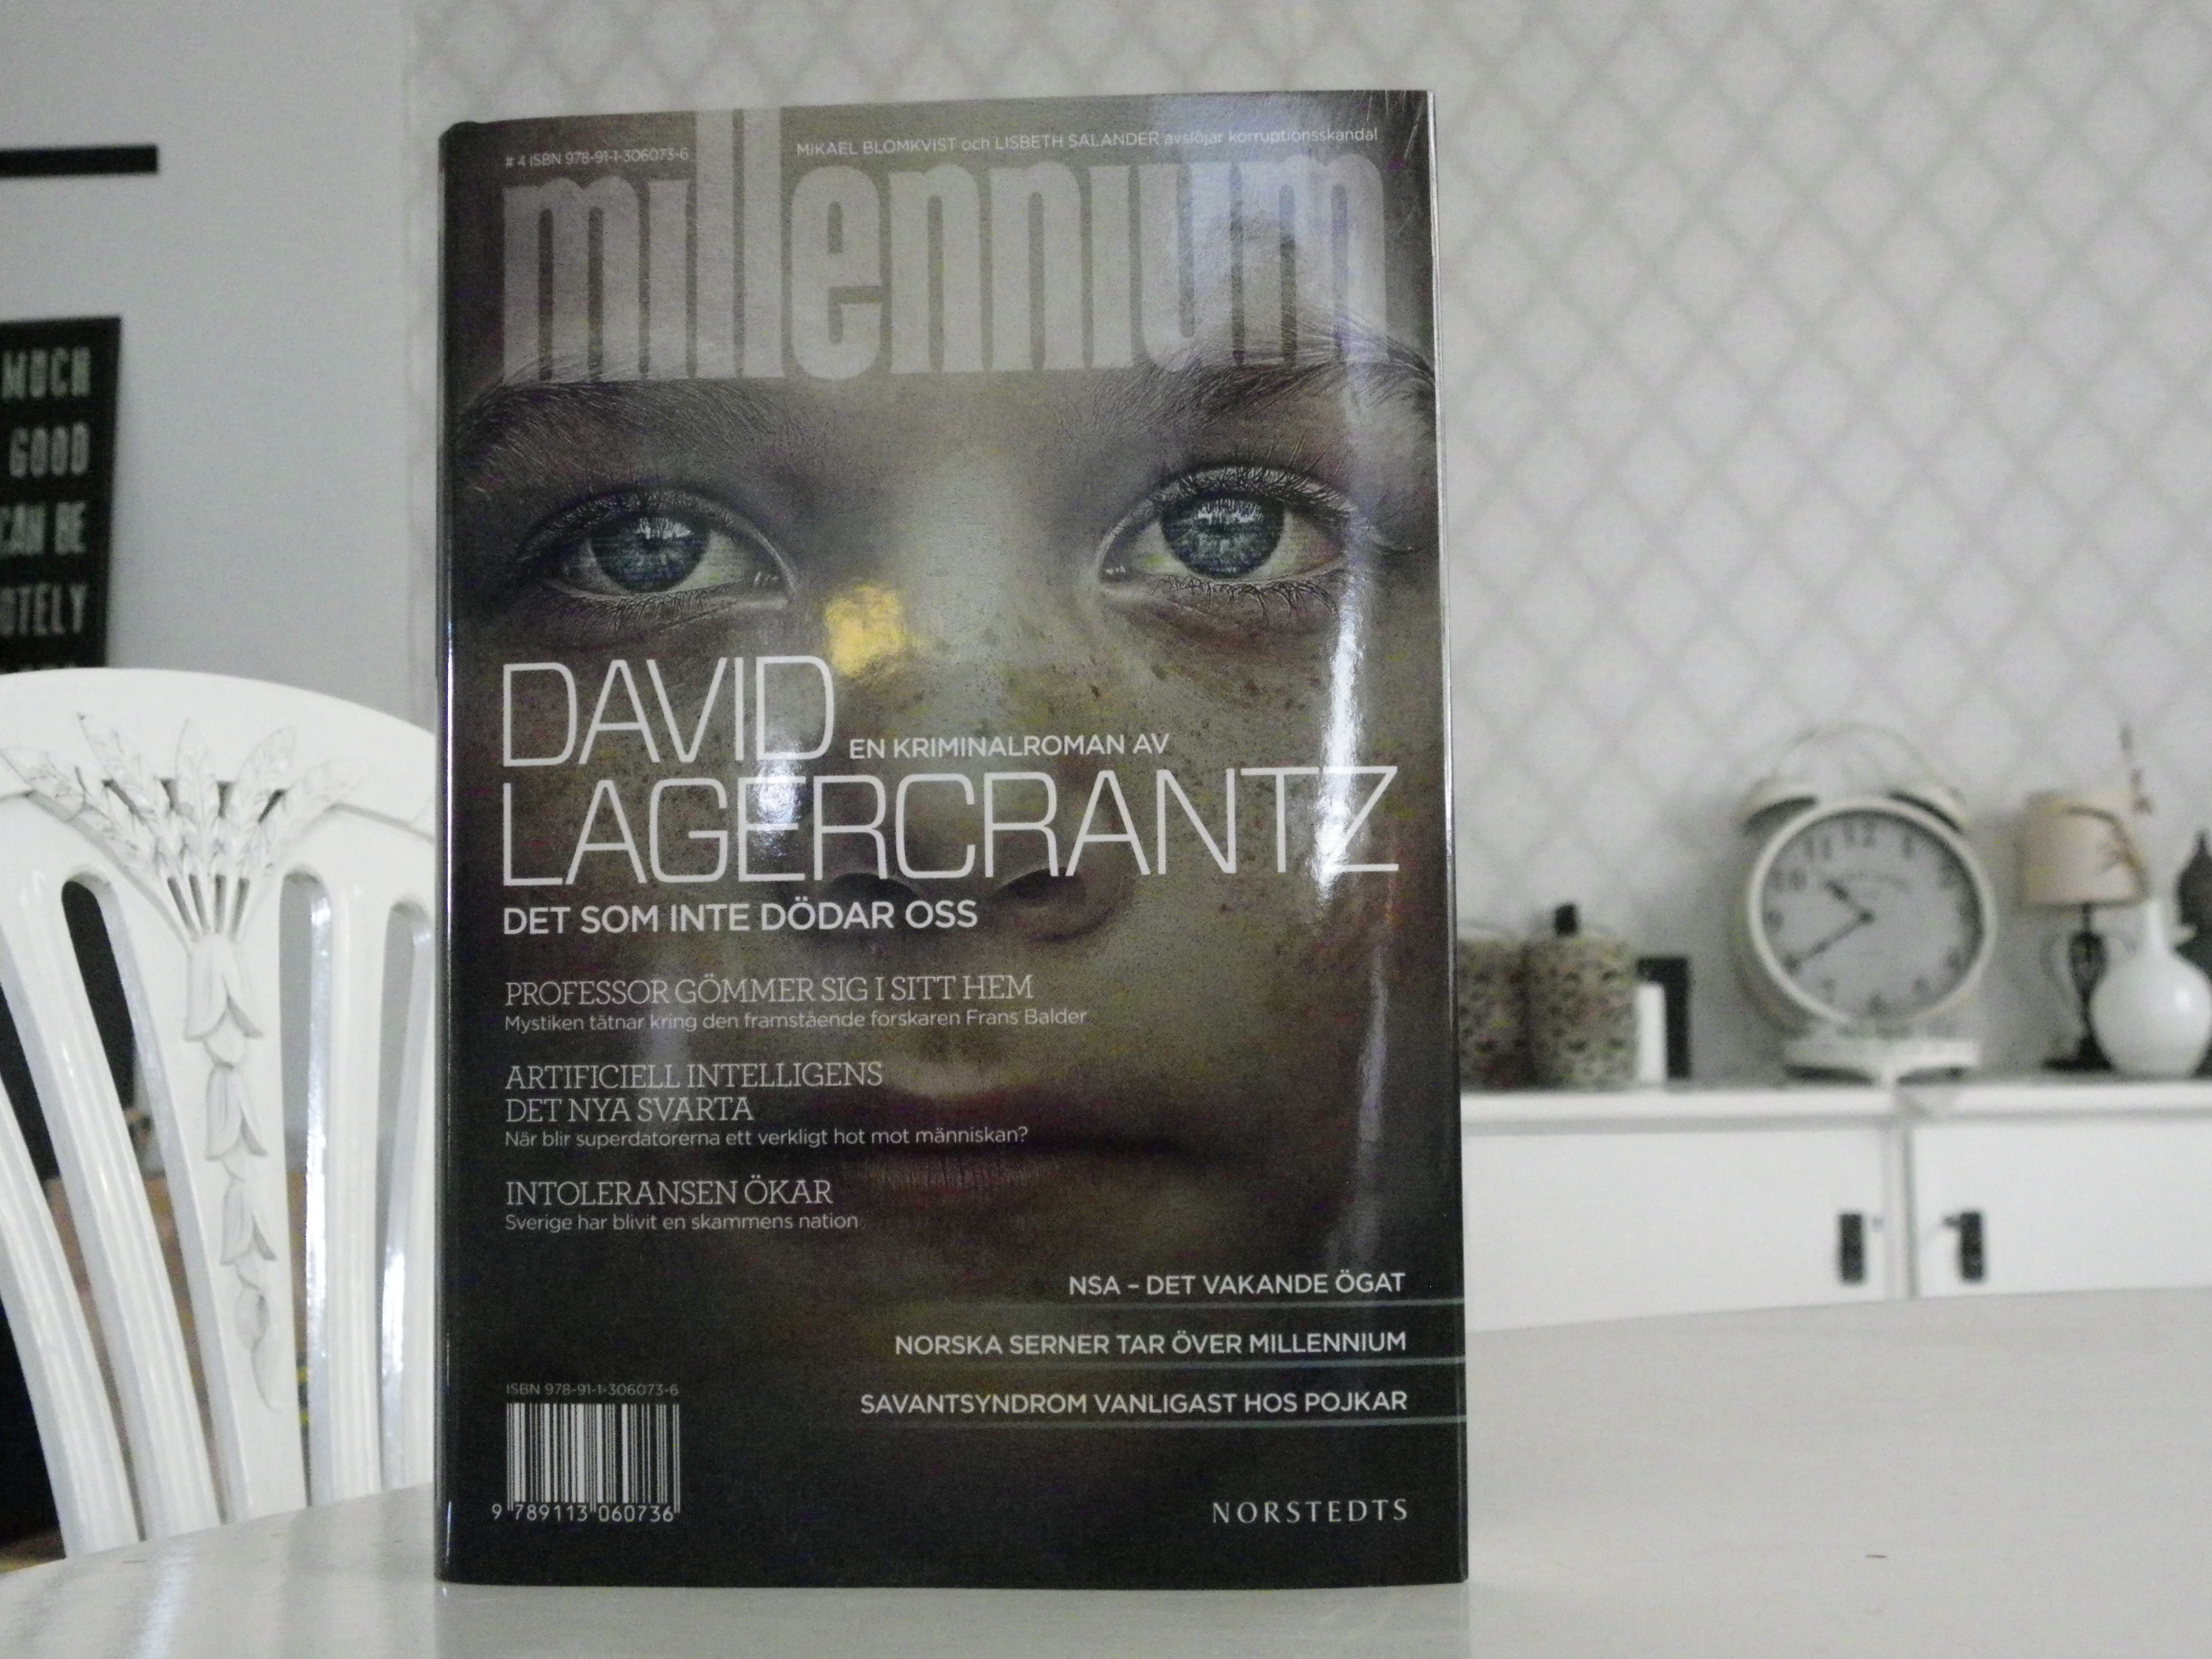 MUCH
GOOD
CAN BE
# 4 ISBN 978-91-1-306073-6
MIKAEL BLOMKVIST och LISBETH SALANDER avslöjar korruptionsskandal
millennium
DAVID
EN KRIMINALROMAN AV
LAGERCRANTZ
DET SOM INTE DÖDAR OSS
PROFESSOR GÖMMER SIG I SITT HEM
Mystiken tätnar kring den framstående forskaren Frans Balder
ARTIFICIELL INTELLIGENS
DET NYA SVARTA
När blir superdatorerna ett verkligt hot mot människan?
INTOLERANSEN ÖKAR
Sverige har blivit en skammens nation
NSA – DET VAKANDE ÖGAT
NORSKA SERNER TAR ÖVER MILLENNIUM
SAVANTSYNDROM VANLIGAST HOS POJKAR
ISBN 978-91-1-306073-6
9 789113 060736
NORSTEDTS